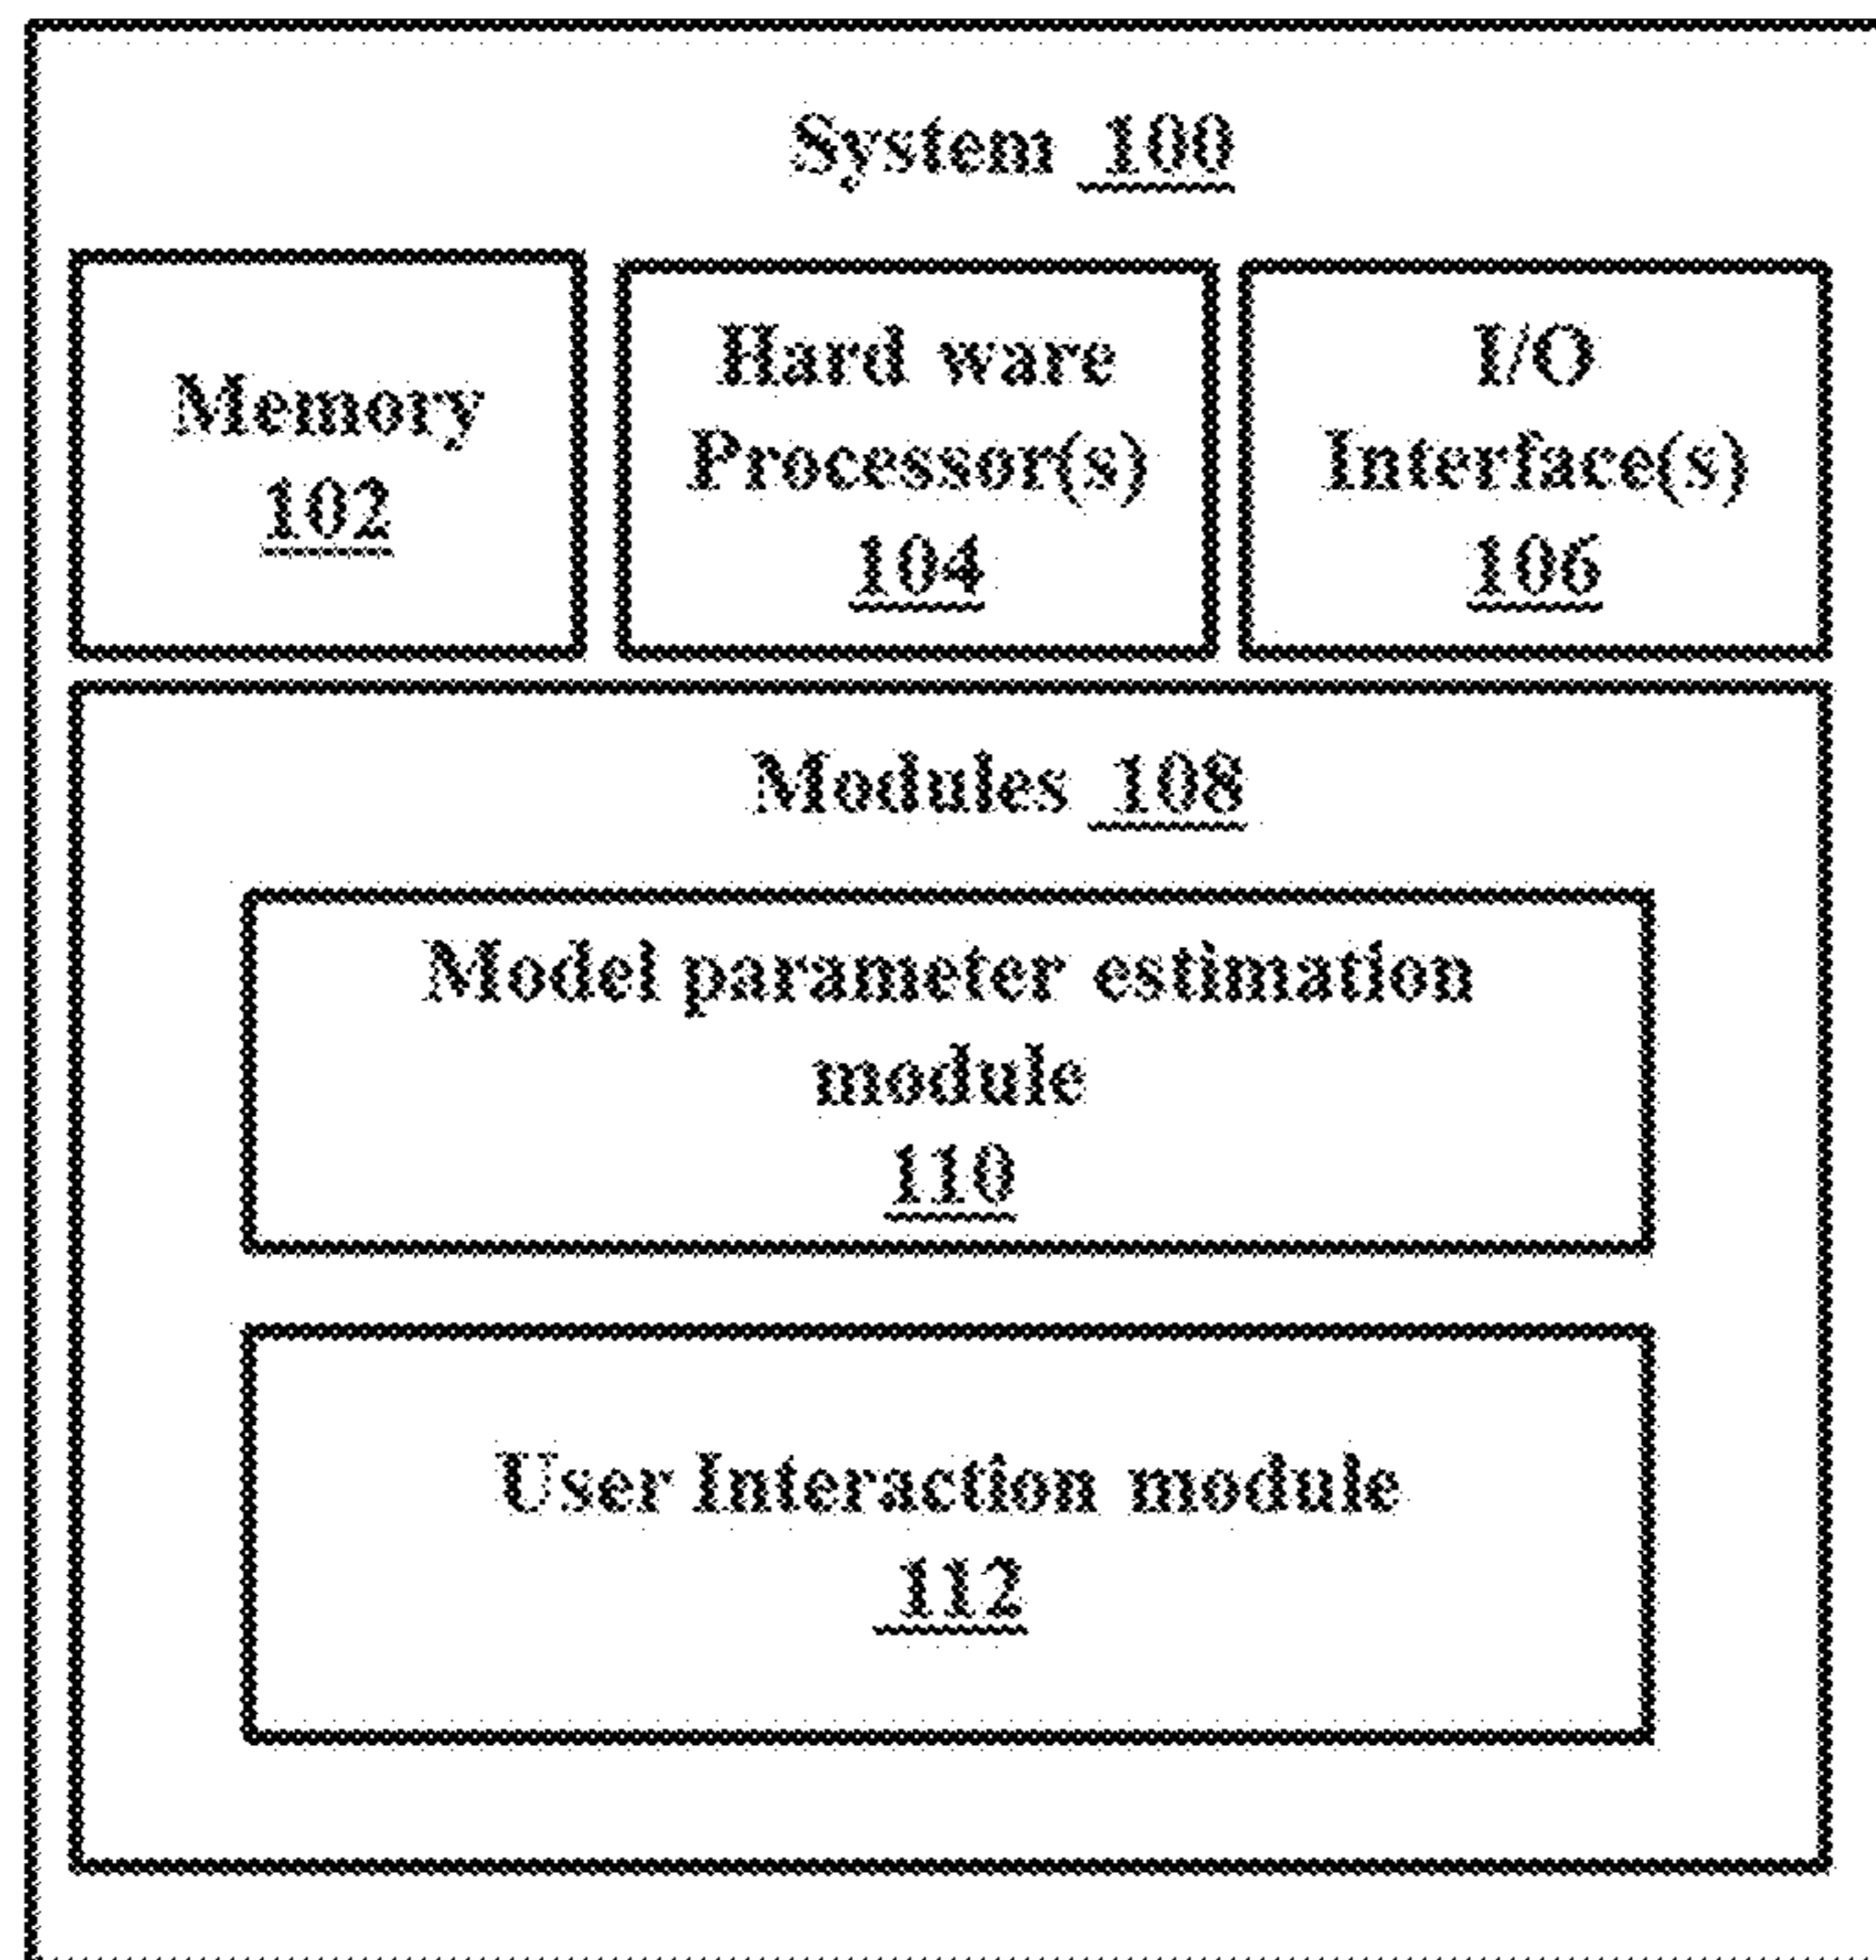 System 100
Memory
102
Hard ware
Processor(s)
104
I/O
Interface(s)
106
Modules 108
Model parameter estimation
module
110
User Interaction module
112